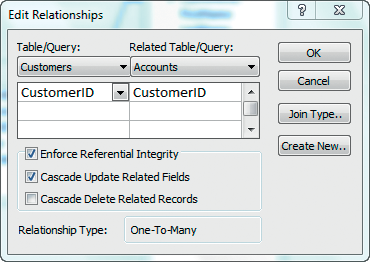 Edit Relationships
Table/Query: Related Table/Query:
Customers Accounts
CustomerID CustomerID
OK
Cancel
Join Type..
Create New..
Enforce Referential Integrity
Cascade Update Related Fields
Cascade Delete Related Records
Relationship Type: One-To-Many